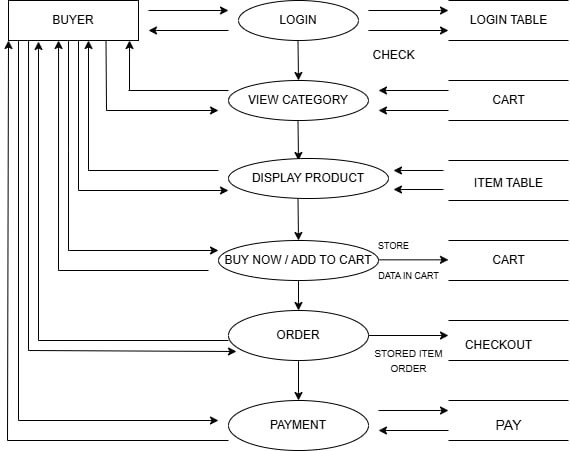 BUYER
LOGIN
LOGIN TABLE
CHECK
VIEW CATEGORY
CART
DISPLAY PRODUCT
ITEM TABLE
STORE
BUY NOW / ADD TO CART
CART
DATA IN CART
ORDER
CHECKOUT
STORED ITEM
ORDER
PAYMENT
PAY